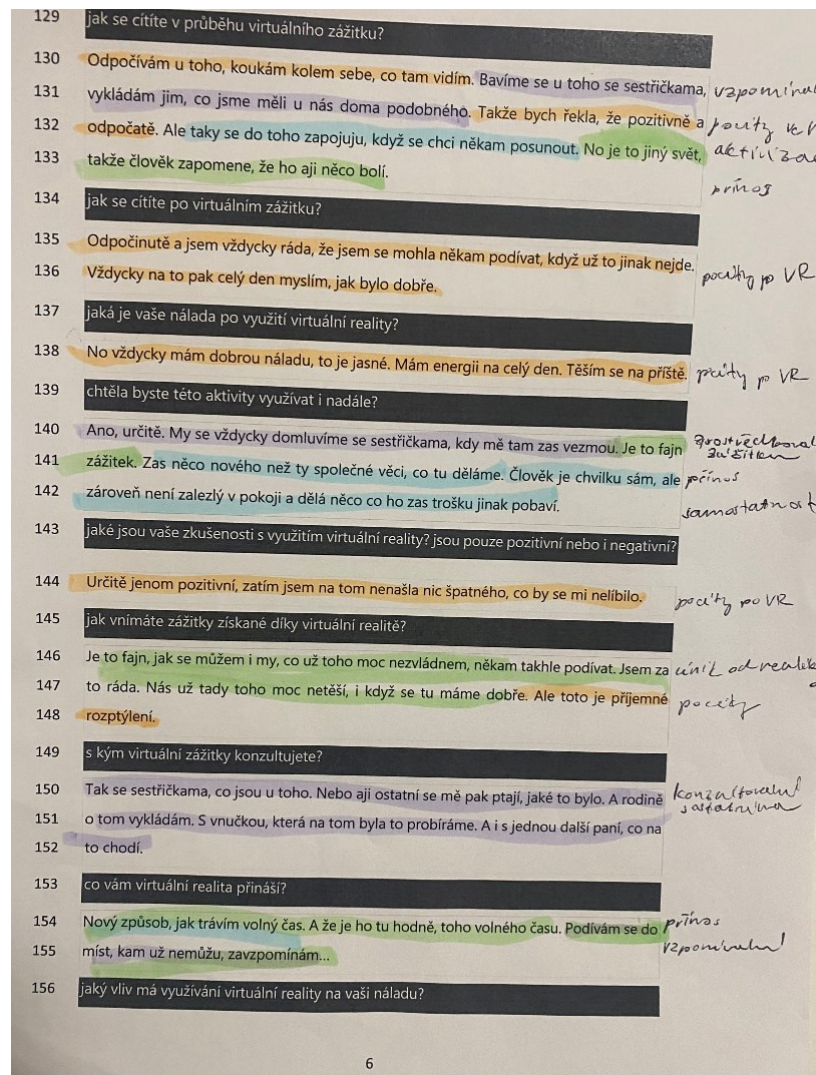 129 jak se cítíte v průběhu virtuálního zážitku?
130 Odpočívám u toho, koukám kolem sebe, co tam vidím. Bavíme se u toho se sestřičkama,
131 vykládám jim, co jsme měli u nás doma podobného. Takže bych řekla, že pozitivně a
132 odpočatě. Ale taky se do toho zapojuju, když se chci někam posunout. No je to jiný svět,
133 takže člověk zapomene, že ho aji něco bolí. přínos
134 jak se cítíte po virtuálním zážitku?
135 Odpočinutě a jsem vždycky ráda, že jsem se mohla někam podívat, když už to jinak nejde.
136 Vždycky na to pak celý den myslím, jak bylo dobře. pocity po VR
137 jaká je vaše nálada po využití virtuální reality?
138 No vždycky mám dobrou náladu, to je jasné. Mám energii na celý den. Těším se na příště. pocity po VR
139 chtěla byste této aktivity využívat i nadále?
140 Ano, určitě. My se vždycky domluvíme se sestřičkama, kdy mě tam zas vezmou. Je to fajn
141 zážitek. Zas něco nového než ty společné věci, co tu děláme. Člověk je chvilku sám, ale přínos
142 zároveň není zalezlý v pokoji a dělá něco co ho zas trošku jinak pobaví. samostatnost
143 jaké jsou vaše zkušenosti s využitím virtuální reality? jsou pouze pozitivní nebo i negativní?
144 Určitě jenom pozitivní, zatím jsem na tom nenašla nic špatného, co by se mi nelíbilo. pocity po VR
145 jak vnímáte zážitky získané díky virtuální realitě?
146 Je to fajn, jak se můžem i my, co už toho moc nezvládnem, někam takhle podívat. Jsem za únik od
147 to ráda. Nás už tady toho moc netěší, i když se tu máme dobře. Ale toto je příjemné pocity
148 rozptýlení.
149 s kým virtuální zážitky konzultujete?
150 Tak se sestřičkama, co jsou u toho. Nebo aji ostatní se mě pak ptají, jaké to bylo. A rodině konzultování
151 o tom vykládám. S vnučkou, která na tom byla to probíráme. A i s jednou další paní, co na
152 to chodí.
153 co vám virtuální realita přináší?
154 Nový způsob, jak trávím volný čas. A že je ho tu hodně, toho volného času. Podívám se do přínos
155 míst, kam už nemůžu, zavzpomínám... vzpomínání
156 jaký vliv má využívání virtuální reality na vaši náladu?
6